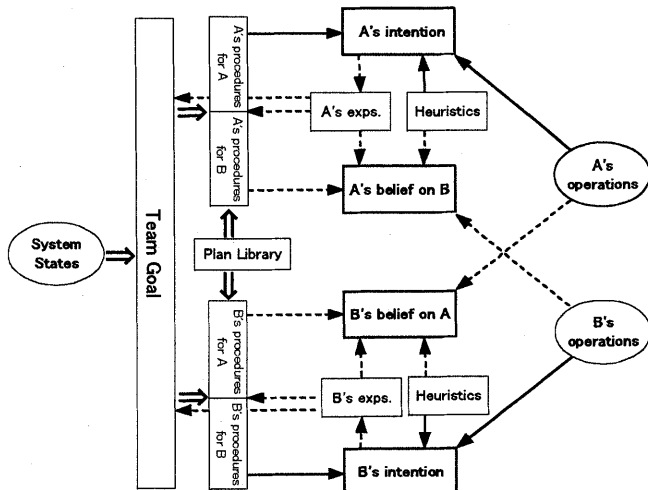 A's intention
A's procedures
for A
A's exps.
Heuristics
A's procedures
for B
A's belief on B
A's
operations
System
States
Team Goal
Plan Library
B's belief on A
B's
operations
B's procedures
for A
B's exps.
Heuristics
B's procedures
for B
B's intention